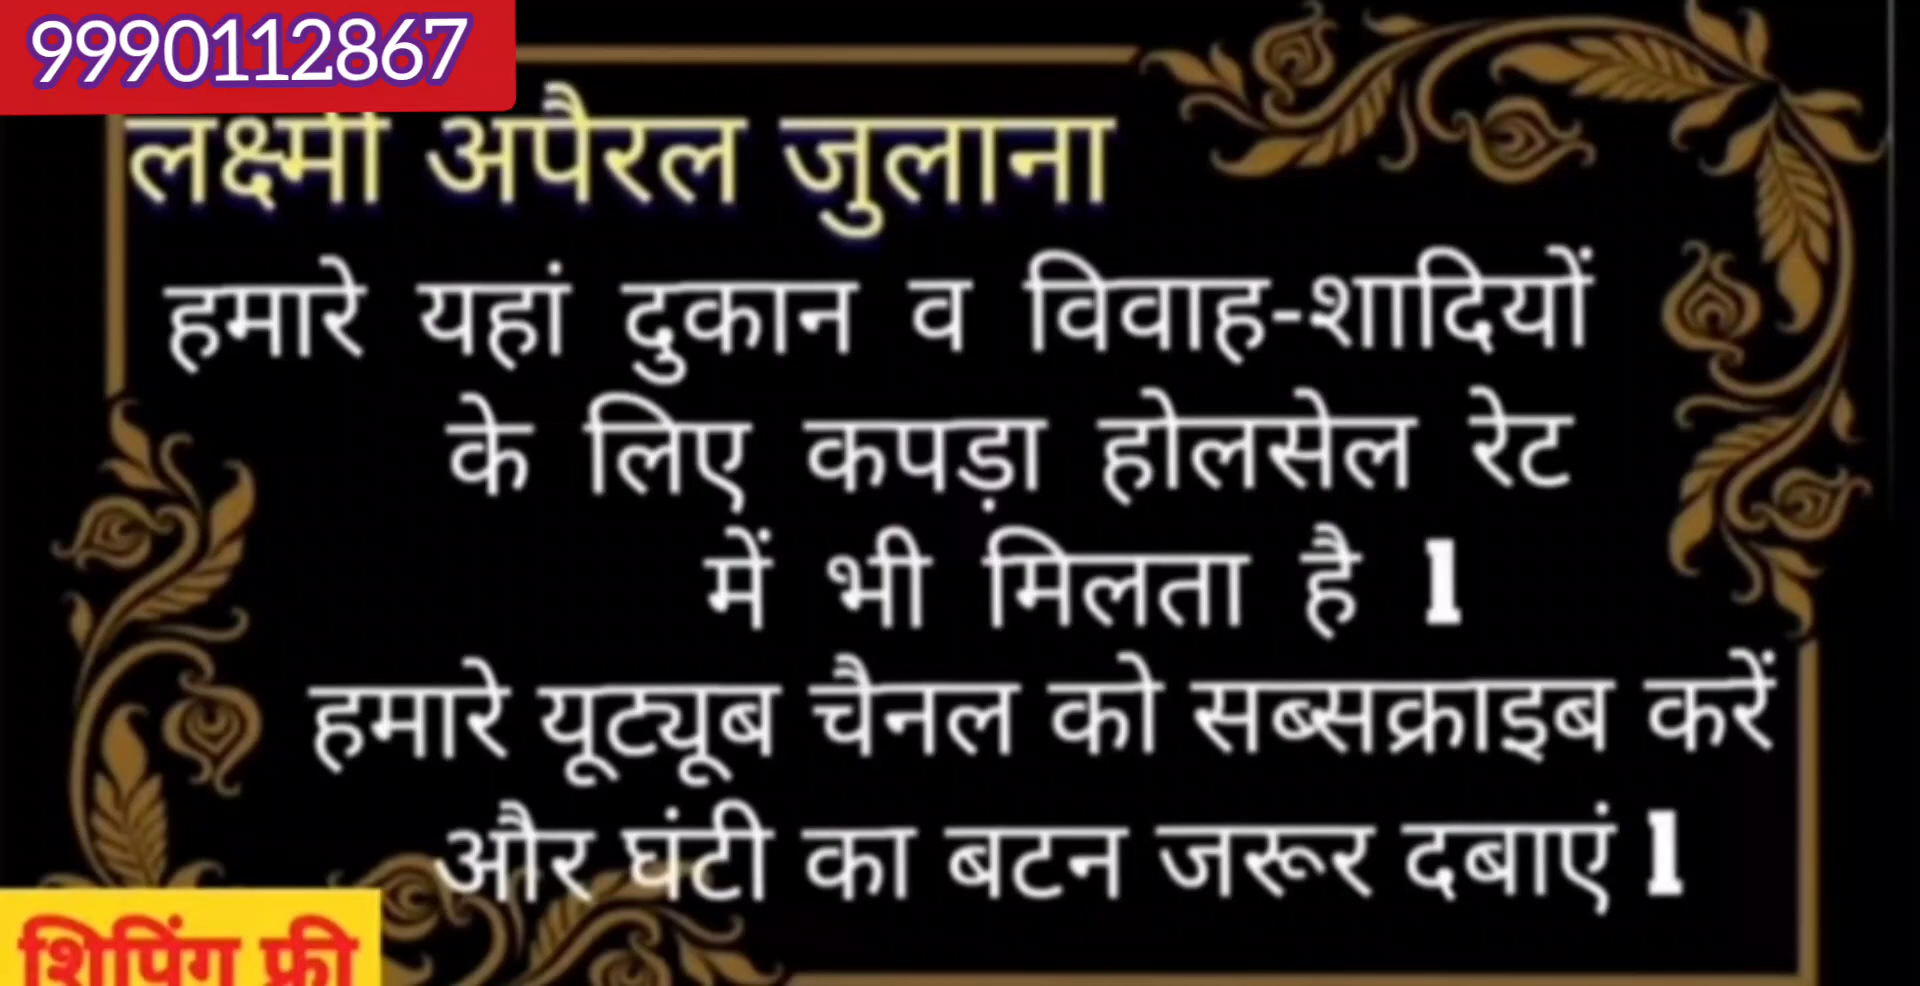 9990112867
लक्ष्मी अपैरल जुलाना
हमारे यहां दुकान व विवाह-शादियों
के लिए कपड़ा होलसेल रेट
में भी मिलता है l
हमारे यूट्यूब चैनल को सब्सक्राइब करें
और घंटी का बटन जरूर दबाएं l
शिपिंग फ्री